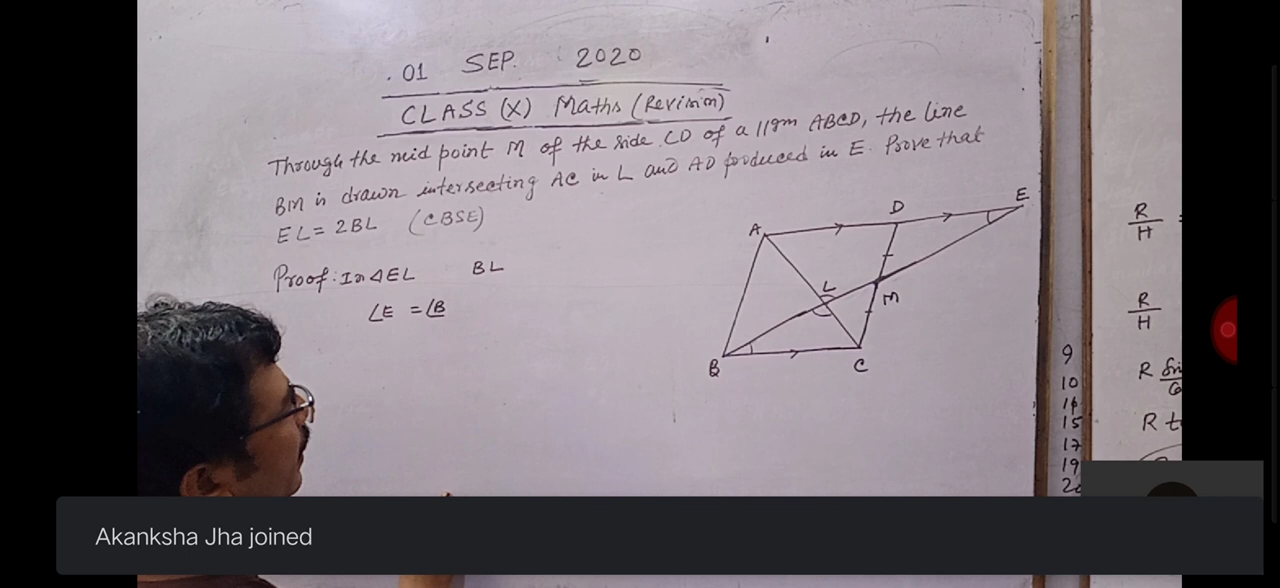 . 01 SEP. 2020
CLASS (X) Maths (Revision)
Through the mid point M of the side CD of a llgm ABCD, the line
BM is drawn intersecting AC in L and AD produced in E. Prove that
EL = 2BL (CBSE)
Proof: In ΔEL BL
∠E = ∠B
A
D
E
L
M
B
C
R
H
R
H
R
R t
9
10
15
17
19
Akanksha Jha joined